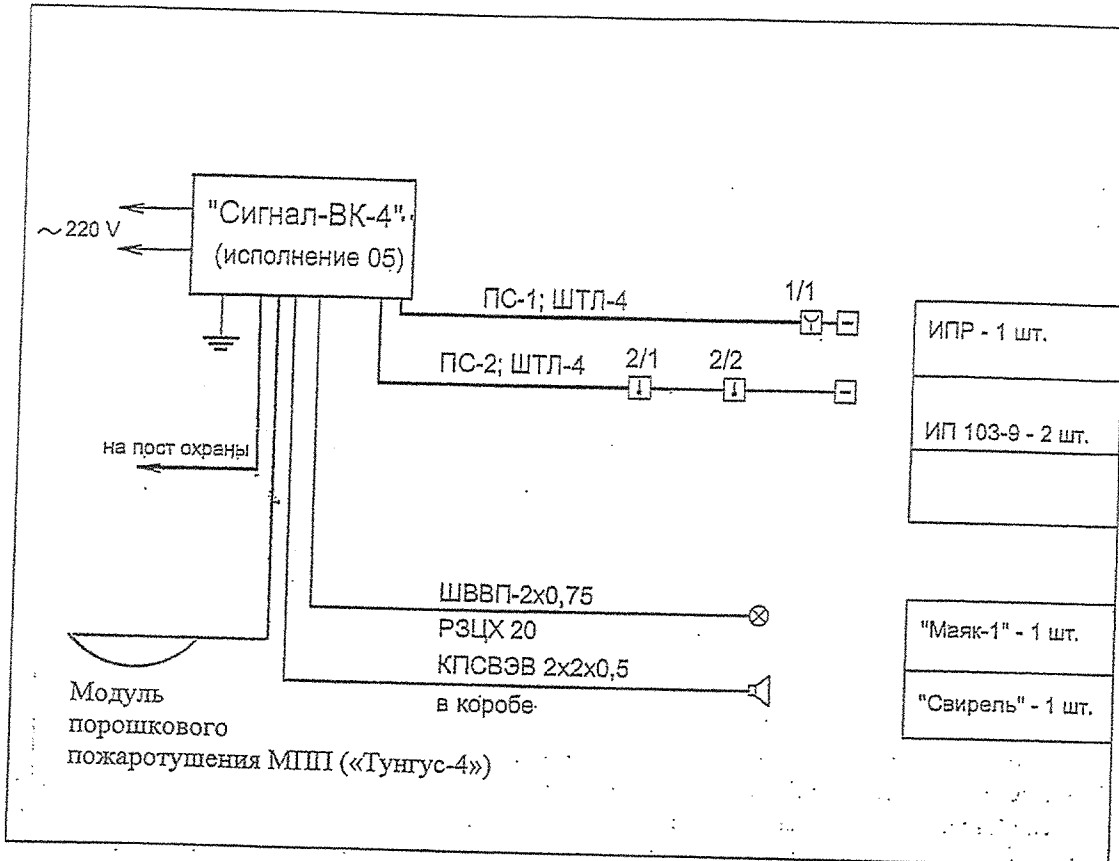 "Сигнал-ВК-4"
(исполнение 05)
~220 V
ПС-1; ШТЛ-4
1/1
ИПР - 1 шт.
ПС-2; ШТЛ-4
2/1
2/2
ИП 103-9 - 2 шт.
на пост охраны
ШВВП-2х0,75
РЗЦХ 20
"Маяк-1" - 1 шт.
КПСВЭВ 2х2х0,5
в коробе
"Свирель" - 1 шт.
Модуль
порошкового
пожаротушения МПП («Тунгус-4»)